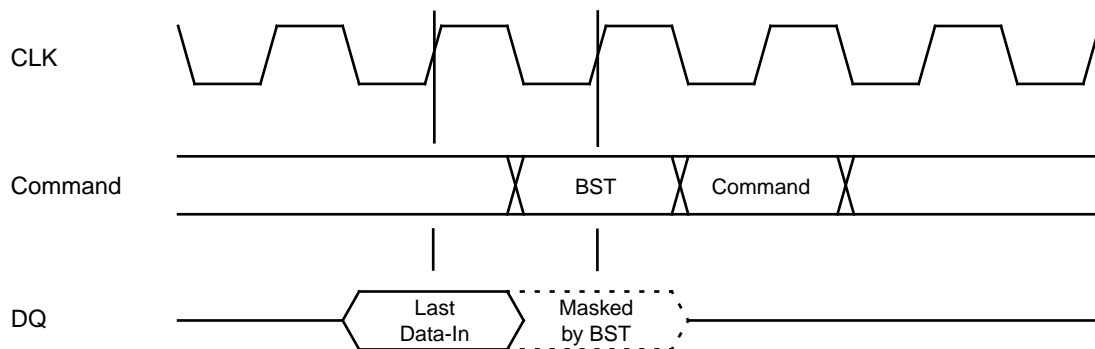 CLK
Command
BST
Command
DQ
Last
Data-In
Masked
by BST